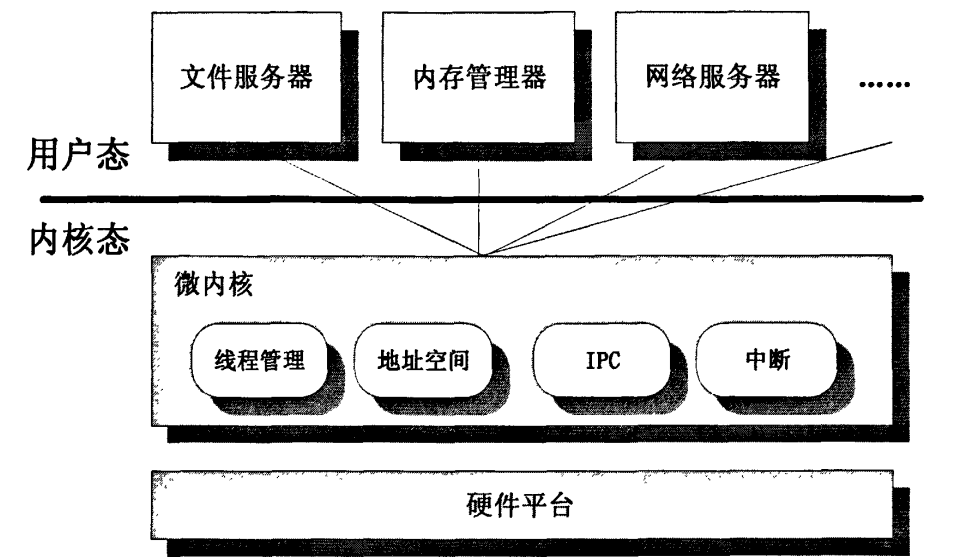 文件服务器
内存管理器
网络服务器
……
用户态
内核态
微内核
线程管理
地址空间
IPC
中断
硬件平台